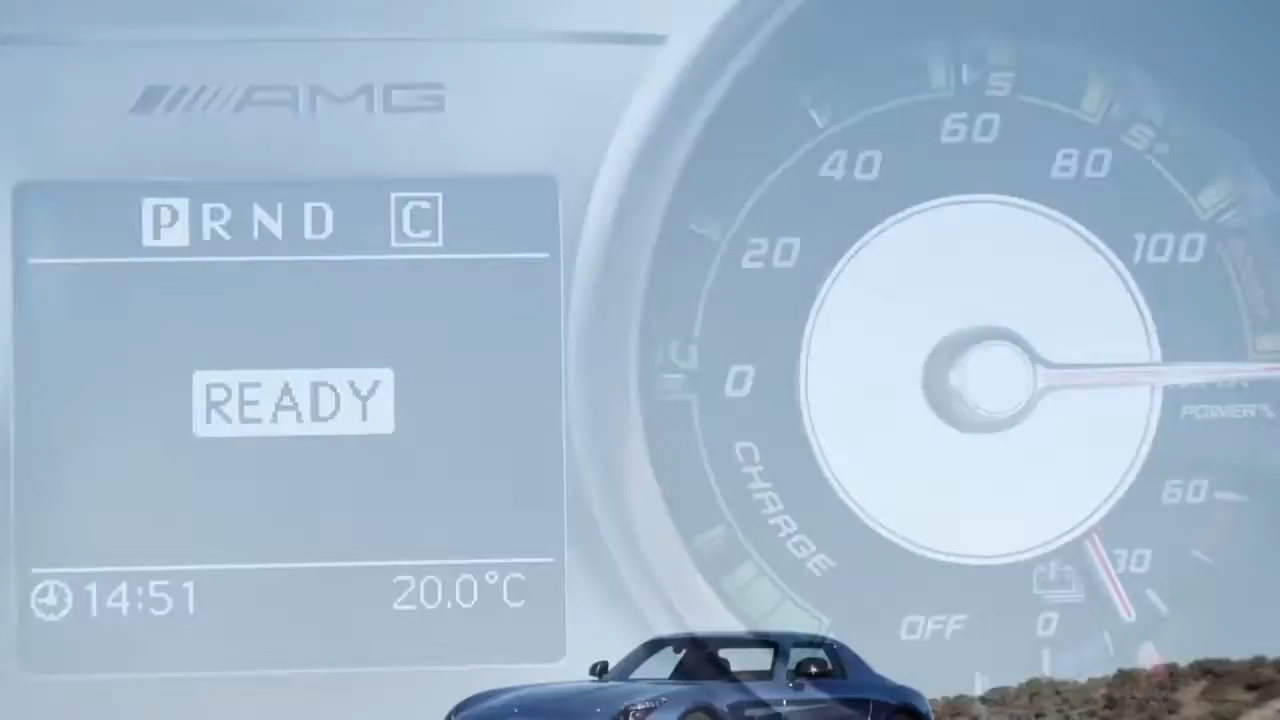 AMG
P R N D C
READY
14:51 20.0°C
S
S+
60
40
80
20
100
0
POWER %
CHARGE
60
30
OFF
0